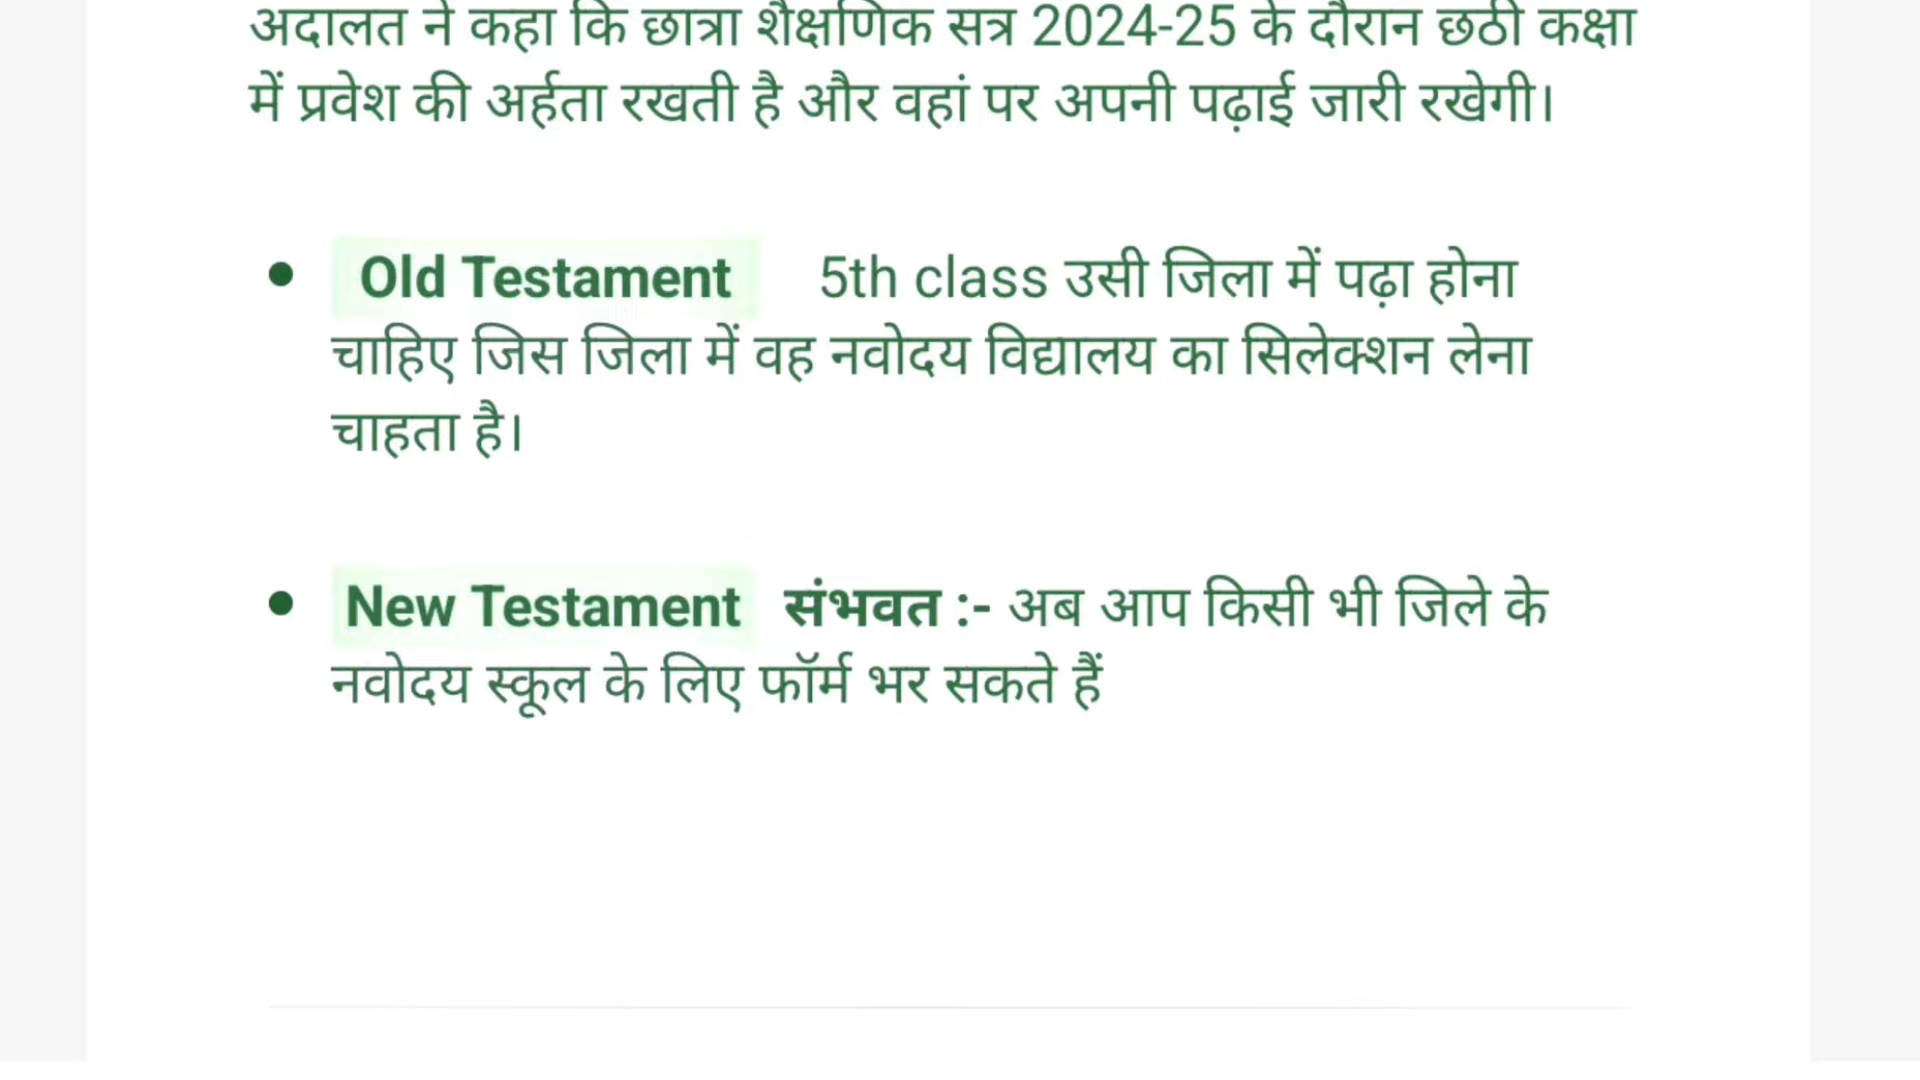 अदालत ने कहा कि छात्रा शैक्षणिक सत्र 2024-25 के दौरान छठी कक्षा
में प्रवेश की अर्हता रखती है और वहां पर अपनी पढ़ाई जारी रखेगी।
• Old Testament 5th class उसी जिला में पढ़ा होना
चाहिए जिस जिला में वह नवोदय विद्यालय का सिलेक्शन लेना
चाहता है।
• New Testament संभवत :- अब आप किसी भी जिले के
नवोदय स्कूल के लिए फॉर्म भर सकते हैं